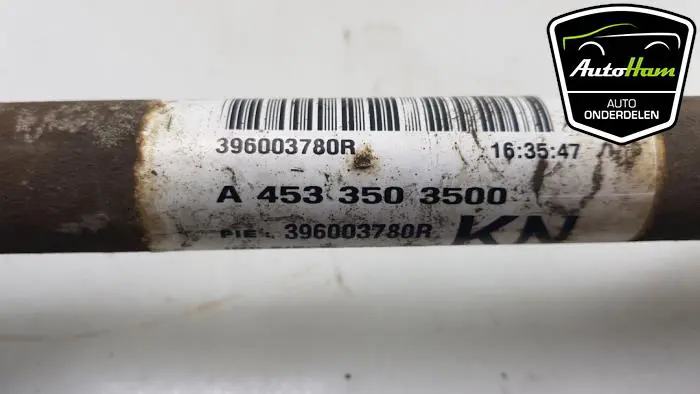 AutoHam
AUTO
ONDERDELEN
396003780R
16:35:47
A 453 350 3500
PIE : 396003780R KN